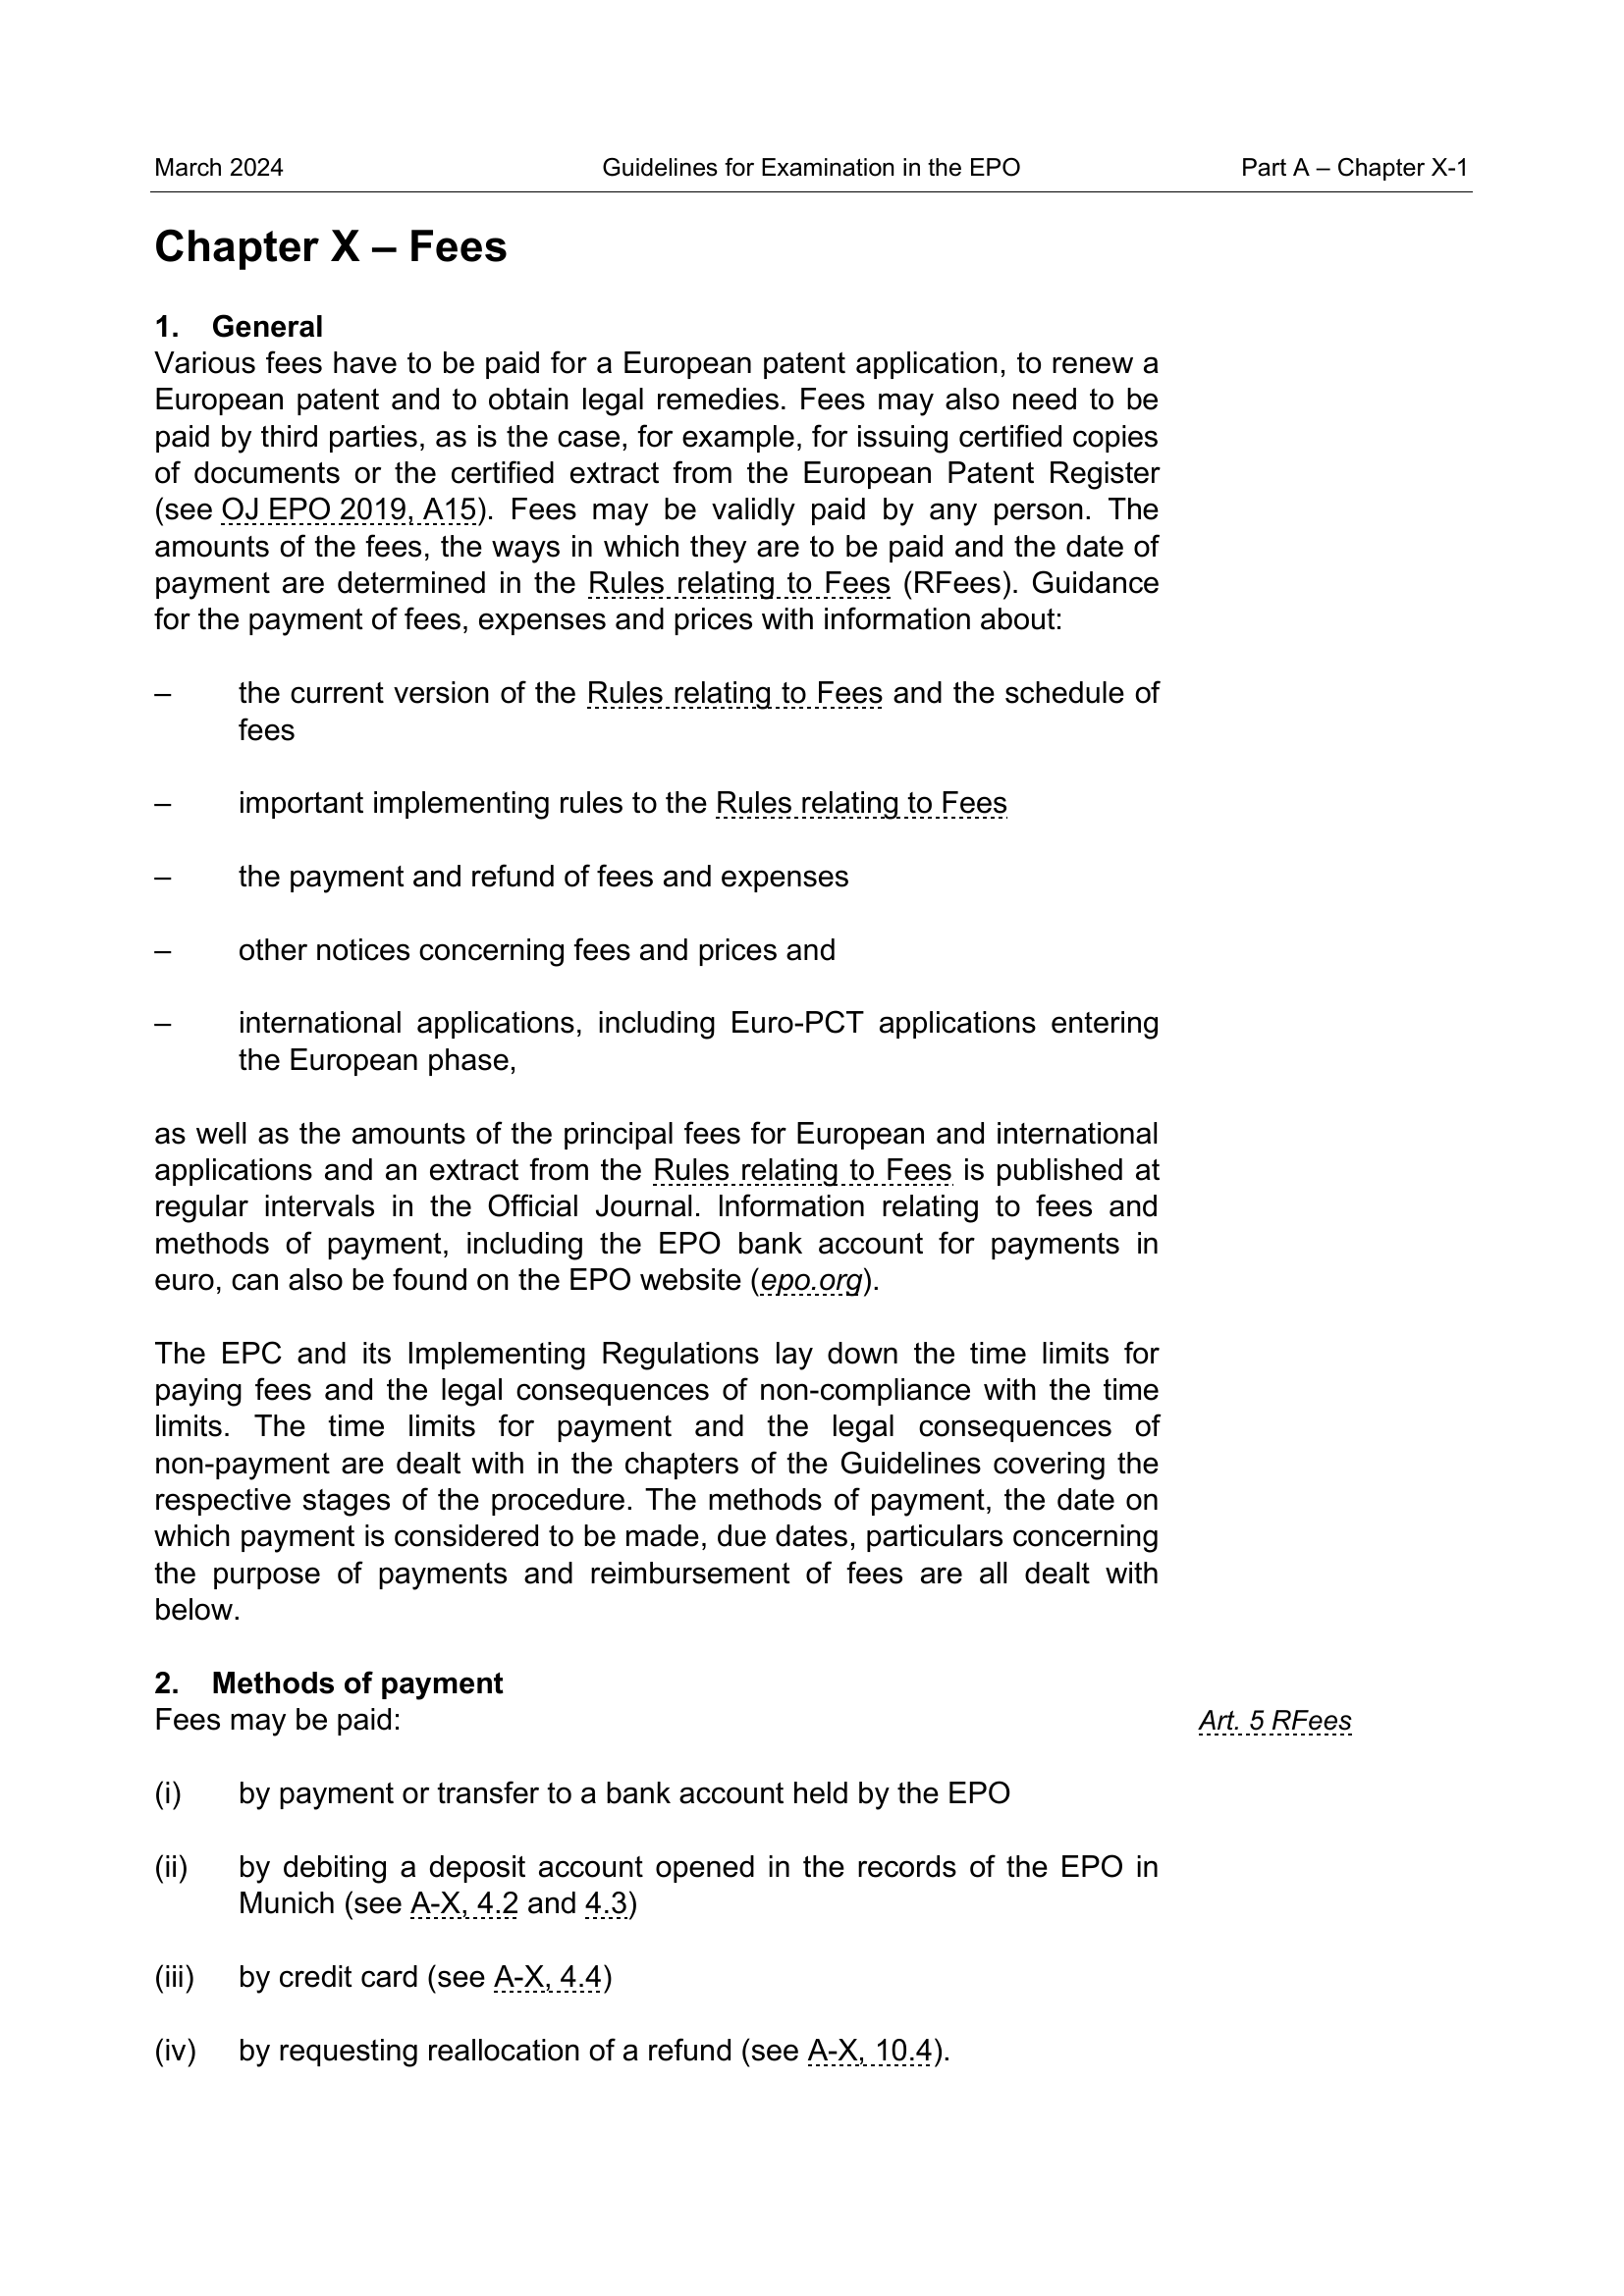 March 2024 Guidelines for Examination in the EPO Part A – Chapter X-1
Chapter X – Fees
1. General
Various fees have to be paid for a European patent application, to renew a
European patent and to obtain legal remedies. Fees may also need to be
paid by third parties, as is the case, for example, for issuing certified copies
of documents or the certified extract from the European Patent Register
(see OJ EPO 2019, A15). Fees may be validly paid by any person. The
amounts of the fees, the ways in which they are to be paid and the date of
payment are determined in the Rules relating to Fees (RFees). Guidance
for the payment of fees, expenses and prices with information about:
– the current version of the Rules relating to Fees and the schedule of
fees
– important implementing rules to the Rules relating to Fees
– the payment and refund of fees and expenses
– other notices concerning fees and prices and
– international applications, including Euro-PCT applications entering
the European phase,
as well as the amounts of the principal fees for European and international
applications and an extract from the Rules relating to Fees is published at
regular intervals in the Official Journal. Information relating to fees and
methods of payment, including the EPO bank account for payments in
euro, can also be found on the EPO website (epo.org).
The EPC and its Implementing Regulations lay down the time limits for
paying fees and the legal consequences of non-compliance with the time
limits. The time limits for payment and the legal consequences of
non-payment are dealt with in the chapters of the Guidelines covering the
respective stages of the procedure. The methods of payment, the date on
which payment is considered to be made, due dates, particulars concerning
the purpose of payments and reimbursement of fees are all dealt with
below.
2. Methods of payment
Fees may be paid: Art. 5 RFees
(i) by payment or transfer to a bank account held by the EPO
(ii) by debiting a deposit account opened in the records of the EPO in
Munich (see A-X, 4.2 and 4.3)
(iii) by credit card (see A-X, 4.4)
(iv) by requesting reallocation of a refund (see A-X, 10.4).